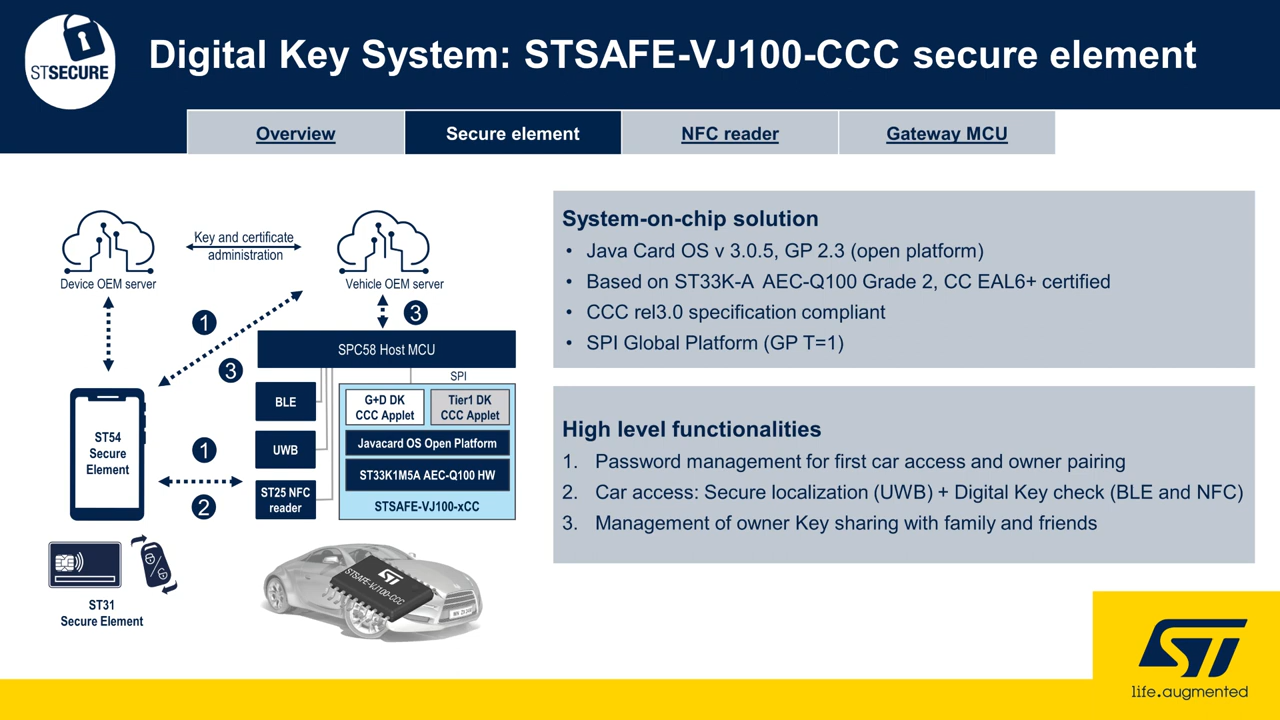 STSECURE
Digital Key System: STSAFE-VJ100-CCC secure element
Overview
Secure element
NFC reader
Gateway MCU
Key and certificate
administration
Device OEM server
Vehicle OEM server
1
3
3
SPC58 Host MCU
SPI
BLE
UWB
ST25 NFC
reader
G+D DK
CCC Applet
Tier1 DK
CCC Applet
Javacard OS Open Platform
ST33K1M5A AEC-Q100 HW
STSAFE-VJ100-xCC
ST54
Secure
Element
1
2
ST31
Secure Element
ST
STSAFE-VJ100-CCC
System-on-chip solution
• Java Card OS v 3.0.5, GP 2.3 (open platform)
• Based on ST33K-A AEC-Q100 Grade 2, CC EAL6+ certified
• CCC rel3.0 specification compliant
• SPI Global Platform (GP T=1)
High level functionalities
1. Password management for first car access and owner pairing
2. Car access: Secure localization (UWB) + Digital Key check (BLE and NFC)
3. Management of owner Key sharing with family and friends
ST
life.augmented